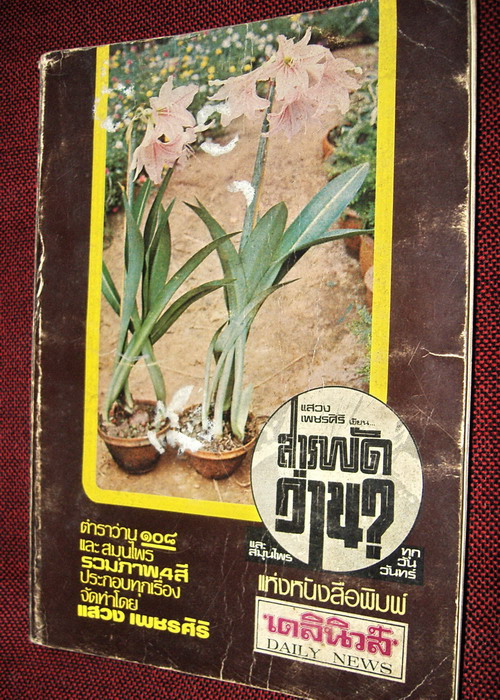 แสวง
เพชรศิริ เขียน...
สารพัด
ว่าน?
และ
สมุนไพร
ทุก
วัน
วันทร์
แห่งหนังสือพิมพ์
เดลินิวส์
DAILY NEWS
ตำราว่าน ๑๐๘
และ สมุนไพร
รวมภาพ ๔ สี
ประกอบทุกเรื่อง
จัดทำโดย
แสวง เพชรศิริ